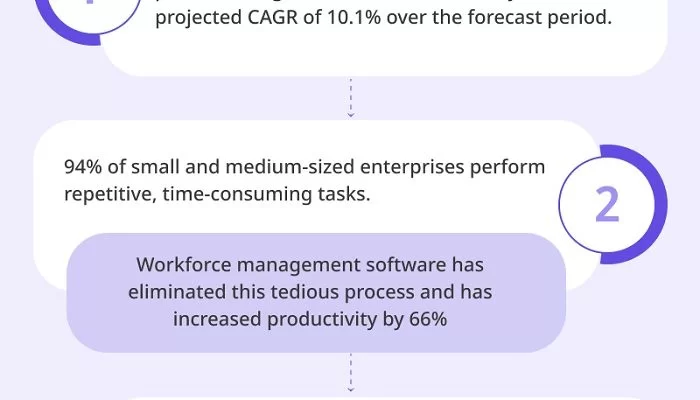 projected CAGR of 10.1% over the forecast period.
94% of small and medium-sized enterprises perform
repetitive, time-consuming tasks.
2
Workforce management software has
eliminated this tedious process and has
increased productivity by 66%